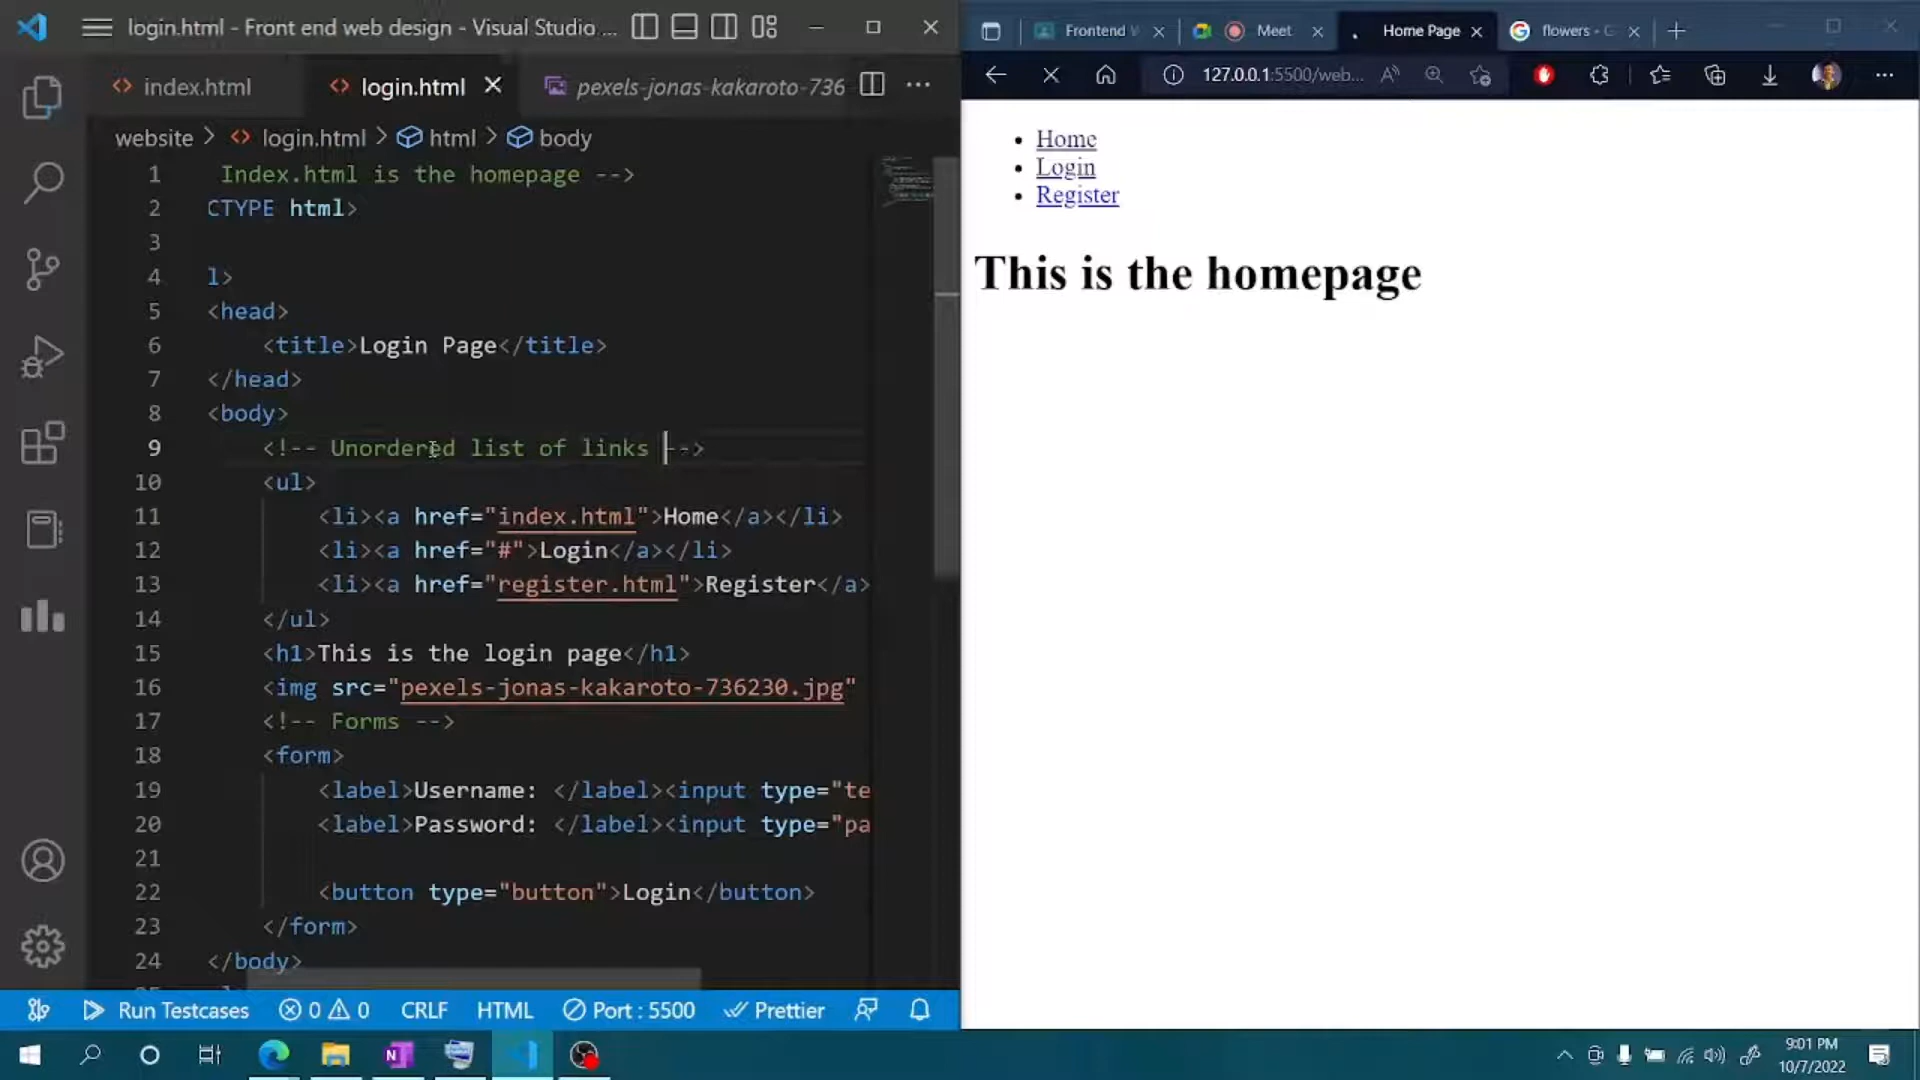 login.html - Front end web design - Visual Studio ...
index.html
login.html
pexels-jonas-kakaroto-736
website > login.html > html > body
1 Index.html is the homepage -->
2 CTYPE html>
3
4 l>
5 <head>
6 <title>Login Page</title>
7 </head>
8 <body>
9 <!-- Unordered list of links -->
10 <ul>
11 <li><a href="index.html">Home</a></li>
12 <li><a href="#">Login</a></li>
13 <li><a href="register.html">Register</a>
14 </ul>
15 <h1>This is the login page</h1>
16 <img src="pexels-jonas-kakaroto-736230.jpg"
17 <!-- Forms -->
18 <form>
19 <label>Username: </label><input type="te
20 <label>Password: </label><input type="pa
21
22 <button type="button">Login</button>
23 </form>
24 </body>
Run Testcases 0 0 CRLF HTML Port : 5500 Prettier
Frontend
Meet
Home Page
flowers -
127.0.0.1:5500/web...
Home
Login
Register
This is the homepage
9:01 PM
10/7/2022